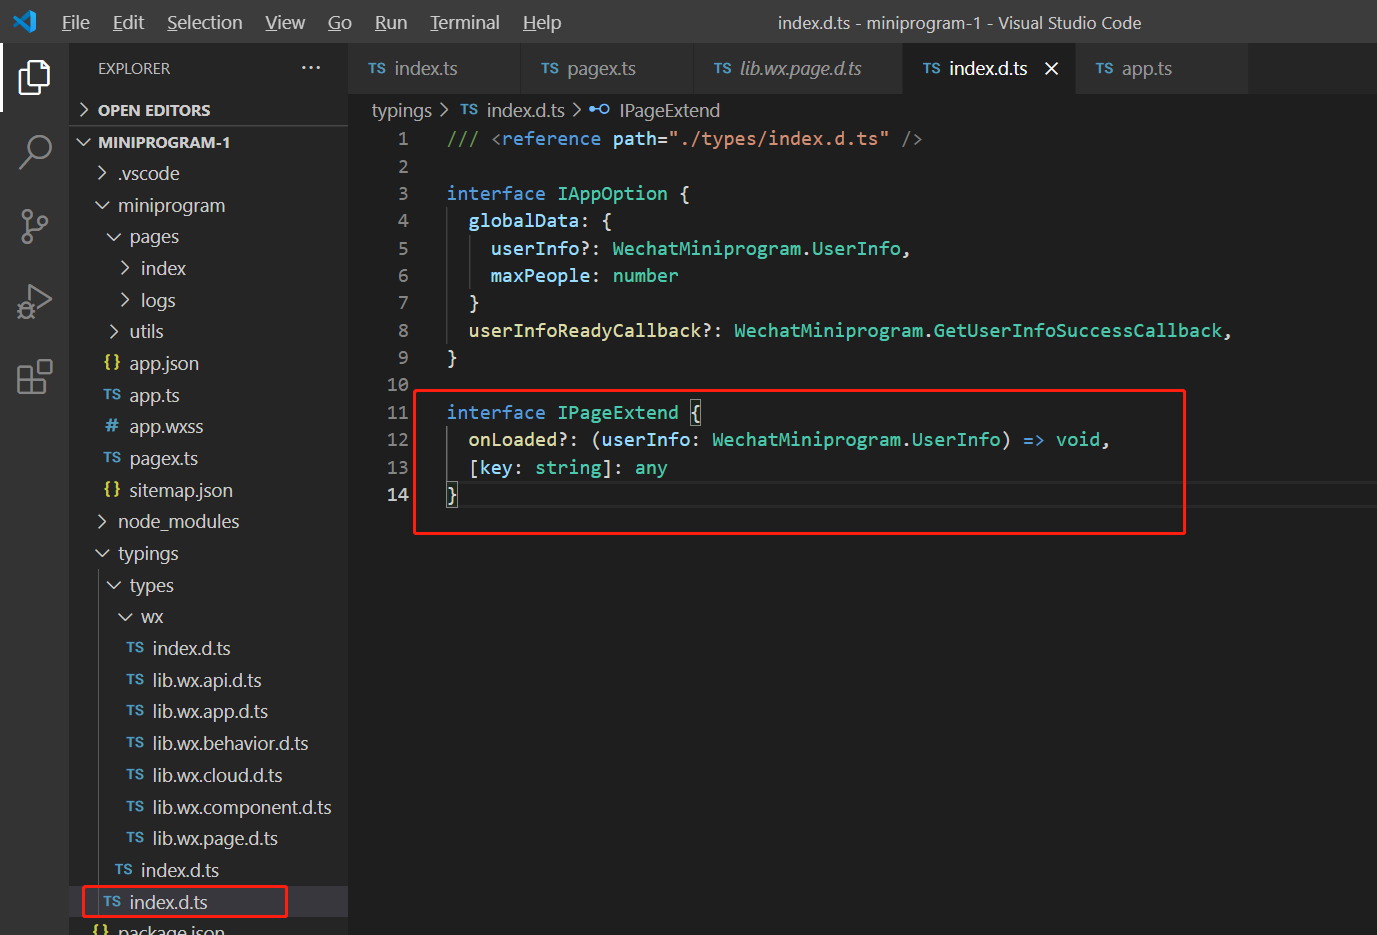 File Edit Selection View Go Run Terminal Help index.d.ts - miniprogram-1 - Visual Studio Code
EXPLORER ···
OPEN EDITORS
MINIPROGRAM-1
.vscode
miniprogram
pages
index
logs
utils
{} app.json
TS app.ts
# app.wxss
TS pagex.ts
{} sitemap.json
node_modules
typings
types
wx
TS index.d.ts
TS lib.wx.api.d.ts
TS lib.wx.app.d.ts
TS lib.wx.behavior.d.ts
TS lib.wx.cloud.d.ts
TS lib.wx.component.d.ts
TS lib.wx.page.d.ts
TS index.d.ts
TS index.d.ts
{} package.json
TS index.ts TS pagex.ts TS lib.wx.page.d.ts TS index.d.ts × TS app.ts
typings > TS index.d.ts > IPageExtend
1 /// <reference path="./types/index.d.ts" />
2
3 interface IAppOption {
4 globalData: {
5 userInfo?: WechatMiniprogram.UserInfo,
6 maxPeople: number
7 }
8 userInfoReadyCallback?: WechatMiniprogram.GetUserInfoSuccessCallback,
9 }
10
11 interface IPageExtend {
12 onLoaded?: (userInfo: WechatMiniprogram.UserInfo) => void,
13 [key: string]: any
14 }